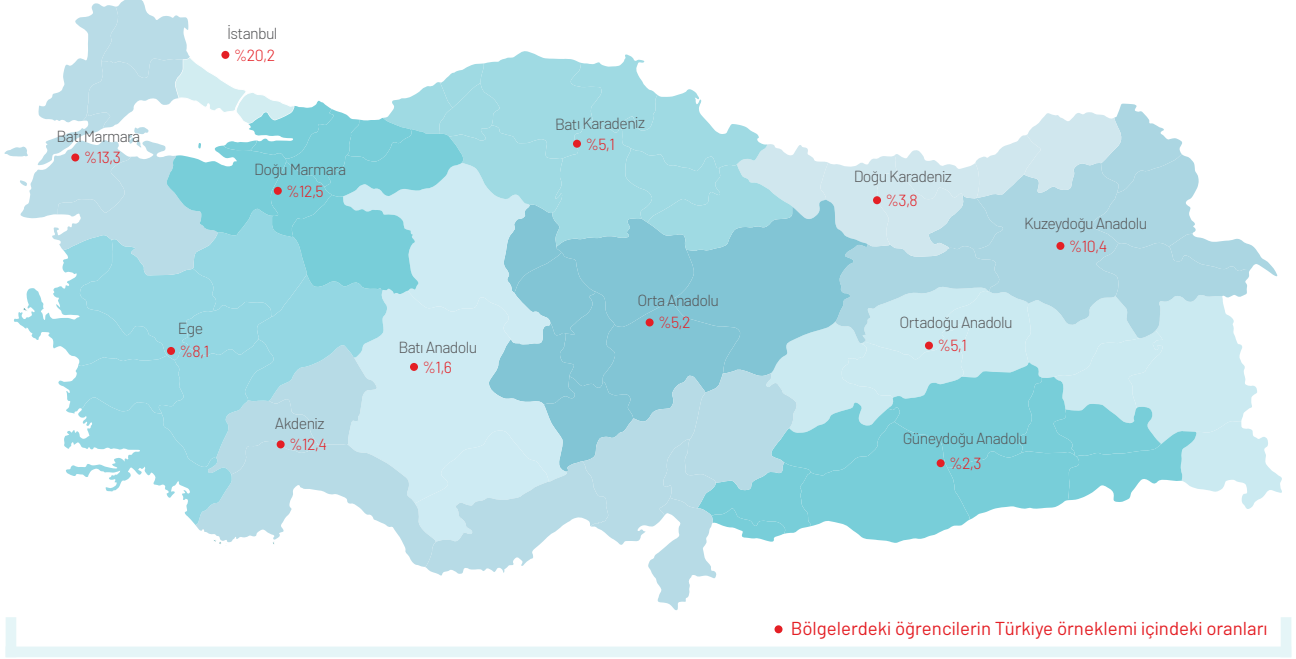 İstanbul
%20,2
Batı Marmara
%13,3
Doğu Marmara
%12,5
Batı Karadeniz
%5,1
Doğu Karadeniz
%3,8
Kuzeydoğu Anadolu
%10,4
Orta Anadolu
%5,2
Ortadoğu Anadolu
%5,1
Ege
%8,1
Batı Anadolu
%1,6
Akdeniz
%12,4
Güneydoğu Anadolu
%2,3
Bölgelerdeki öğrencilerin Türkiye örneklemi içindeki oranları